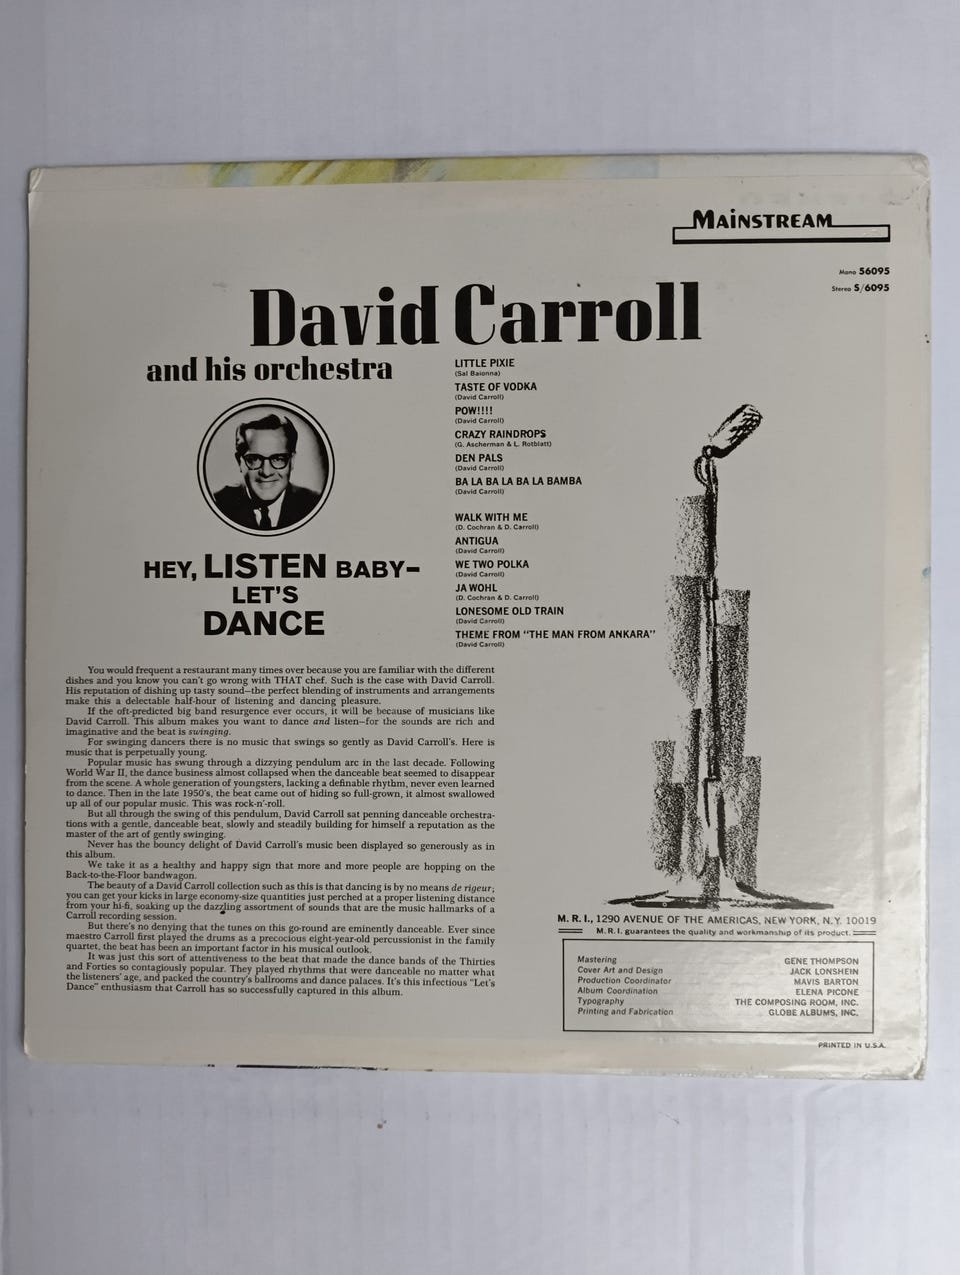 MAiNSTREAM
Mono 56095
Stereo S/6095
David Carroll
and his orchestra
HEY, LISTEN BABY–
LET'S
DANCE
LITTLE PIXIE
(Sal Baionna)
TASTE OF VODKA
(David Carroll)
POW!!!!
(David Carroll)
CRAZY RAINDROPS
(G. Ascherman & L. Rotblatt)
DEN PALS
(David Carroll)
BA LA BA LA BA LA BAMBA
(David Carroll)
WALK WITH ME
(D. Cochran & D. Carroll)
ANTIGUA
(David Carroll)
WE TWO POLKA
(David Carroll)
JA WOHL
(D. Cochran & D. Carroll)
LONESOME OLD TRAIN
(David Carroll)
THEME FROM "THE MAN FROM ANKARA"
(David Carroll)
You would frequent a restaurant many times over because you are familiar with the different
dishes and you know you can't go wrong with THAT chef. Such is the case with David Carroll.
His reputation of dishing up tasty sound—the perfect blending of instruments and arrangements
make this a delectable half-hour of listening and dancing pleasure.
If the oft-predicted big band resurgence ever occurs, it will be because of musicians like
David Carroll. This album makes you want to dance and listen—for the sounds are rich and
imaginative and the beat is swinging.
For swinging dancers there is no music that swings so gently as David Carroll's. Here is
music that is perpetually young.
Popular music has swung through a dizzying pendulum arc in the last decade. Following
World War II, the dance business almost collapsed when the danceable beat seemed to disappear
from the scene. A whole generation of youngsters, lacking a definable rhythm, never even learned
to dance. Then in the late 1950's, the beat came out of hiding so full-grown, it almost swallowed
up all of our popular music. This was rock-n'-roll.
But all through the swing of this pendulum, David Carroll sat penning danceable orchestra-
tions with a gentle, danceable beat, slowly and steadily building for himself a reputation as the
master of the art of gently swinging.
Never has the bouncy delight of David Carroll's music been displayed so generously as in
this album.
We take it as a healthy and happy sign that more and more people are hopping on the
Back-to-the-Floor bandwagon.
The beauty of a David Carroll collection such as this is that dancing is by no means de rigeur;
you can get your kicks in large economy-size quantities just perched at a proper listening distance
from your hi-fi, soaking up the dazzling assortment of sounds that are the music hallmarks of a
Carroll recording session.
But there's no denying that the tunes on this go-round are eminently danceable. Ever since
maestro Carroll first played the drums as a precocious eight-year-old percussionist in the family
quartet, the beat has been an important factor in his musical outlook.
It was just this sort of attentiveness to the beat that made the dance bands of the Thirties
and Forties so contagiously popular. They played rhythms that were danceable no matter what
the listeners' age, and packed the country's ballrooms and dance palaces. It's this infectious "Let's
Dance" enthusiasm that Carroll has so successfully captured in this album.
M. R. I., 1290 AVENUE OF THE AMERICAS, NEW YORK, N.Y. 10019
M.R.I. guarantees the quality and workmanship of its product.
Mastering GENE THOMPSON
Cover Art and Design JACK LONSHEIN
Production Coordinator MAVIS BARTON
Album Coordination ELENA PICONE
Typography THE COMPOSING ROOM, INC.
Printing and Fabrication GLOBE ALBUMS, INC.
PRINTED IN U.S.A.